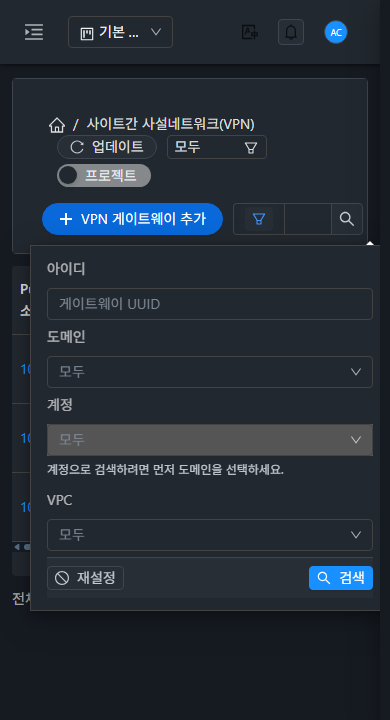 기본 ...
AC
/ 사이트간 사설네트워크(VPN)
업데이트 모두
프로젝트
VPN 게이트웨이 추가
아이디
게이트웨이 UUID
도메인
모두
계정
모두
계정으로 검색하려면 먼저 도메인을 선택하세요.
VPC
모두
재설정 검색